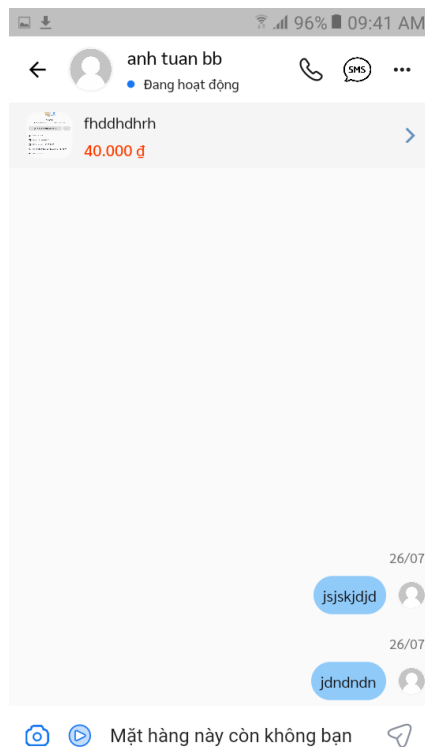 96% 09:41 AM
anh tuan bb
Đang hoạt động
SMS
fhddhdhrh
40.000 ₫
26/07
jsjskjdjd
26/07
jdndndn
Mặt hàng này còn không bạn